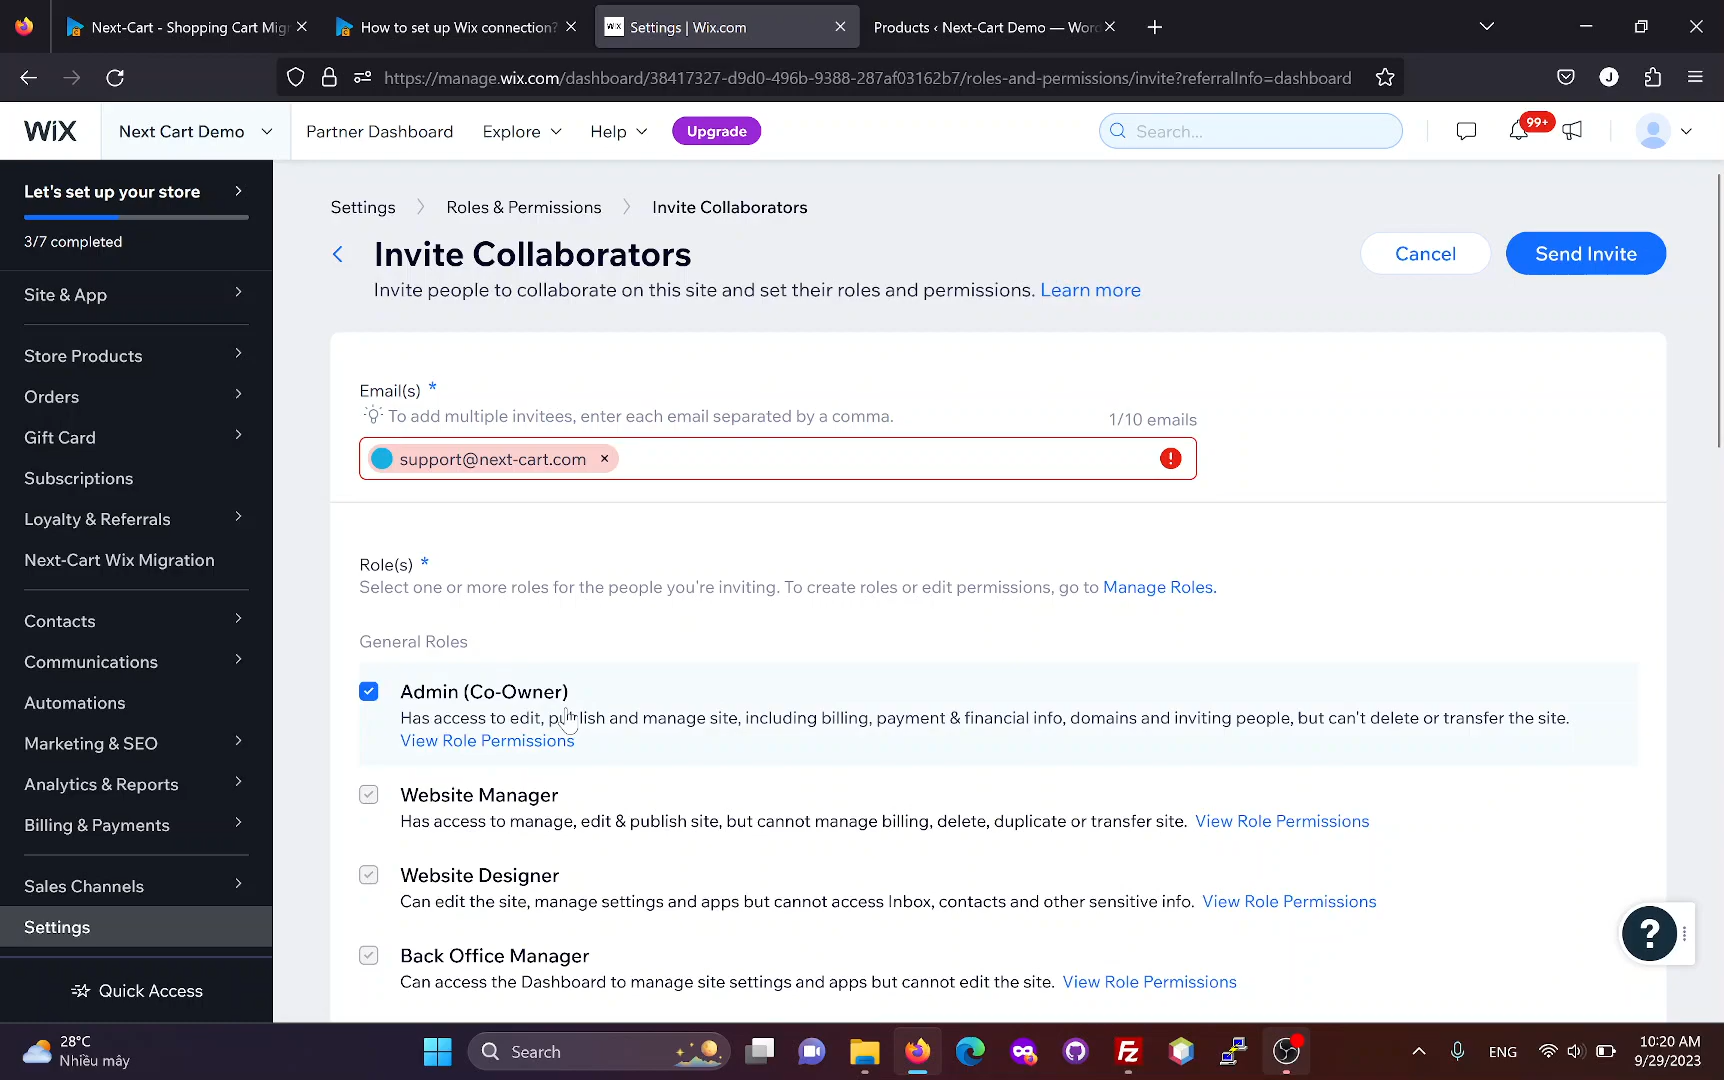 Next-Cart - Shopping Cart Mig
How to set up Wix connection?
Settings | Wix.com
Products ‹ Next-Cart Demo — Wor
https://manage.wix.com/dashboard/38417327-d9d0-496b-9388-287af03162b7/roles-and-permissions/invite?referralInfo=dashboard
J
WiX
Next Cart Demo
Partner Dashboard
Explore
Help
Upgrade
Search...
99+
Let's set up your store
3/7 completed
Site & App
Store Products
Orders
Gift Card
Subscriptions
Loyalty & Referrals
Next-Cart Wix Migration
Contacts
Communications
Automations
Marketing & SEO
Analytics & Reports
Billing & Payments
Sales Channels
Settings
Quick Access
Settings > Roles & Permissions > Invite Collaborators
Invite Collaborators
Cancel
Send Invite
Invite people to collaborate on this site and set their roles and permissions. Learn more
Email(s) *
To add multiple invitees, enter each email separated by a comma.
1/10 emails
support@next-cart.com ×
Role(s) *
Select one or more roles for the people you're inviting. To create roles or edit permissions, go to Manage Roles.
General Roles
Admin (Co-Owner)
Has access to edit, publish and manage site, including billing, payment & financial info, domains and inviting people, but can't delete or transfer the site.
View Role Permissions
Website Manager
Has access to manage, edit & publish site, but cannot manage billing, delete, duplicate or transfer site. View Role Permissions
Website Designer
Can edit the site, manage settings and apps but cannot access Inbox, contacts and other sensitive info. View Role Permissions
Back Office Manager
Can access the Dashboard to manage site settings and apps but cannot edit the site. View Role Permissions
?
28°C
Nhiều mây
Search
Fz
ENG
10:20 AM
9/29/2023